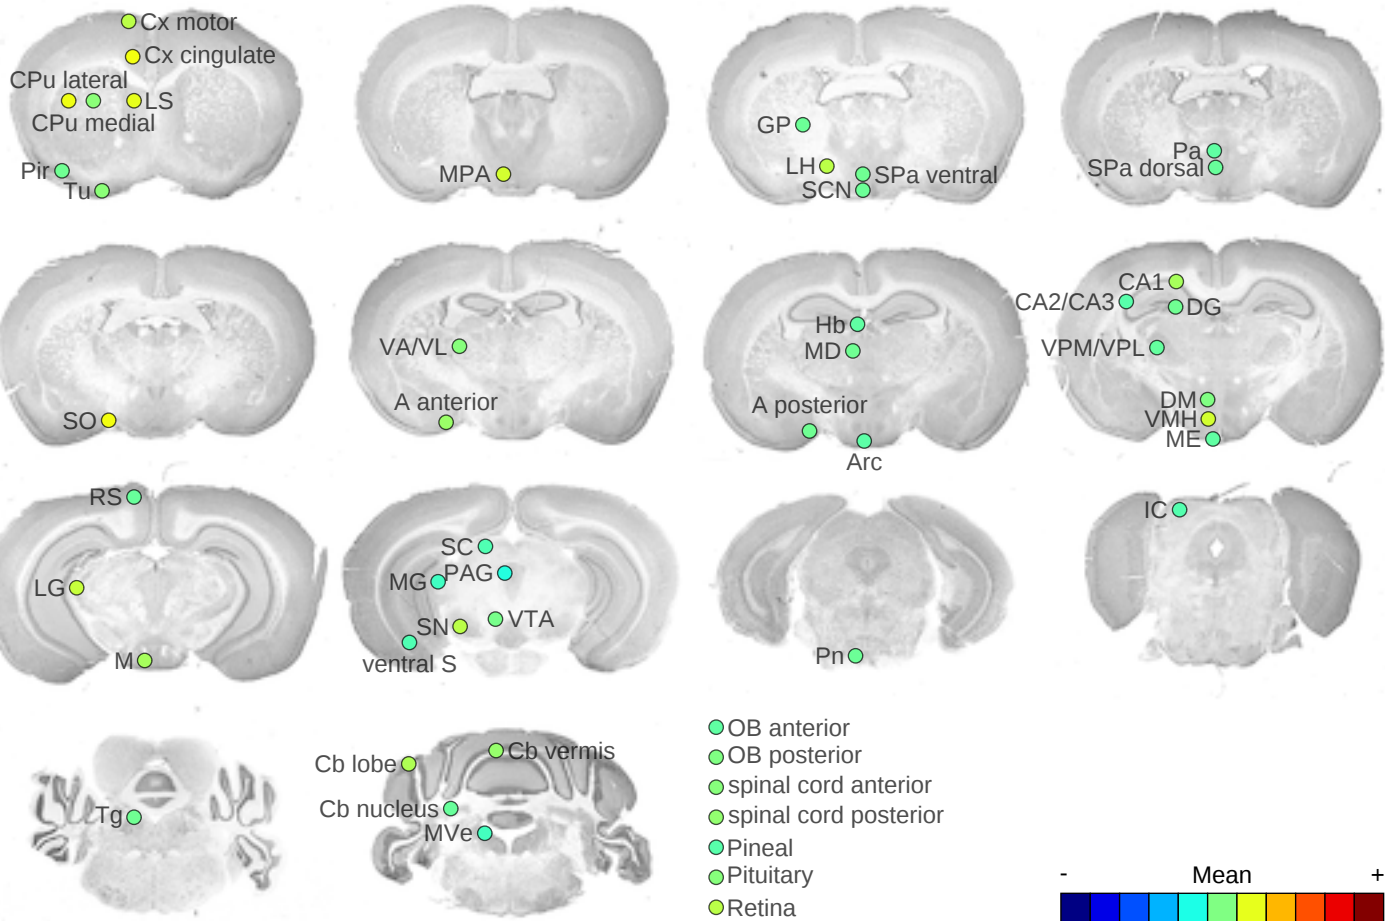 Cx motor
Cx cingulate
CPu lateral
LS
CPu medial
Pir
Tu
MPA
GP
LH
SPa ventral
SCN
Pa
SPa dorsal
SO
VA/VL
A anterior
Hb
MD
A posterior
Arc
CA1
CA2/CA3
DG
VPM/VPL
DM
VMH
ME
RS
LG
M
SC
PAG
MG
VTA
SN
ventral S
Pn
IC
Tg
Cb vermis
Cb lobe
Cb nucleus
MVe
OB anterior
OB posterior
spinal cord anterior
spinal cord posterior
Pineal
Pituitary
Retina
- Mean +